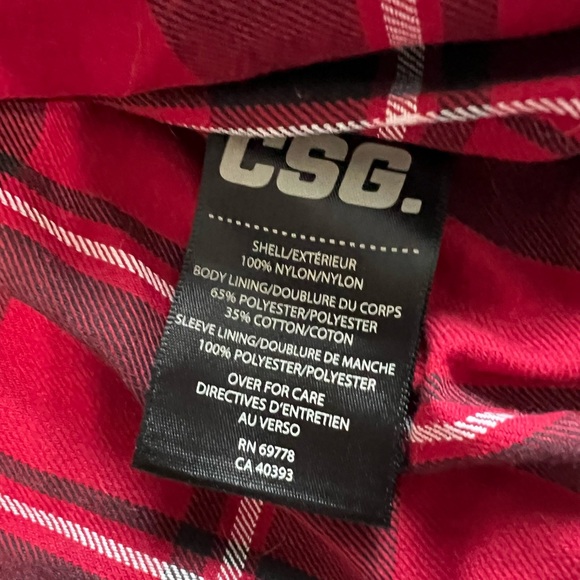 CSG.
SHELL/EXTÉRIEUR
100% NYLON/NYLON
BODY LINING/DOUBLURE DU CORPS
65% POLYESTER/POLYESTER
35% COTTON/COTON
SLEEVE LINING/DOUBLURE DE MANCHE
100% POLYESTER/POLYESTER
OVER FOR CARE
DIRECTIVES D'ENTRETIEN
AU VERSO
RN 69778
CA 40393